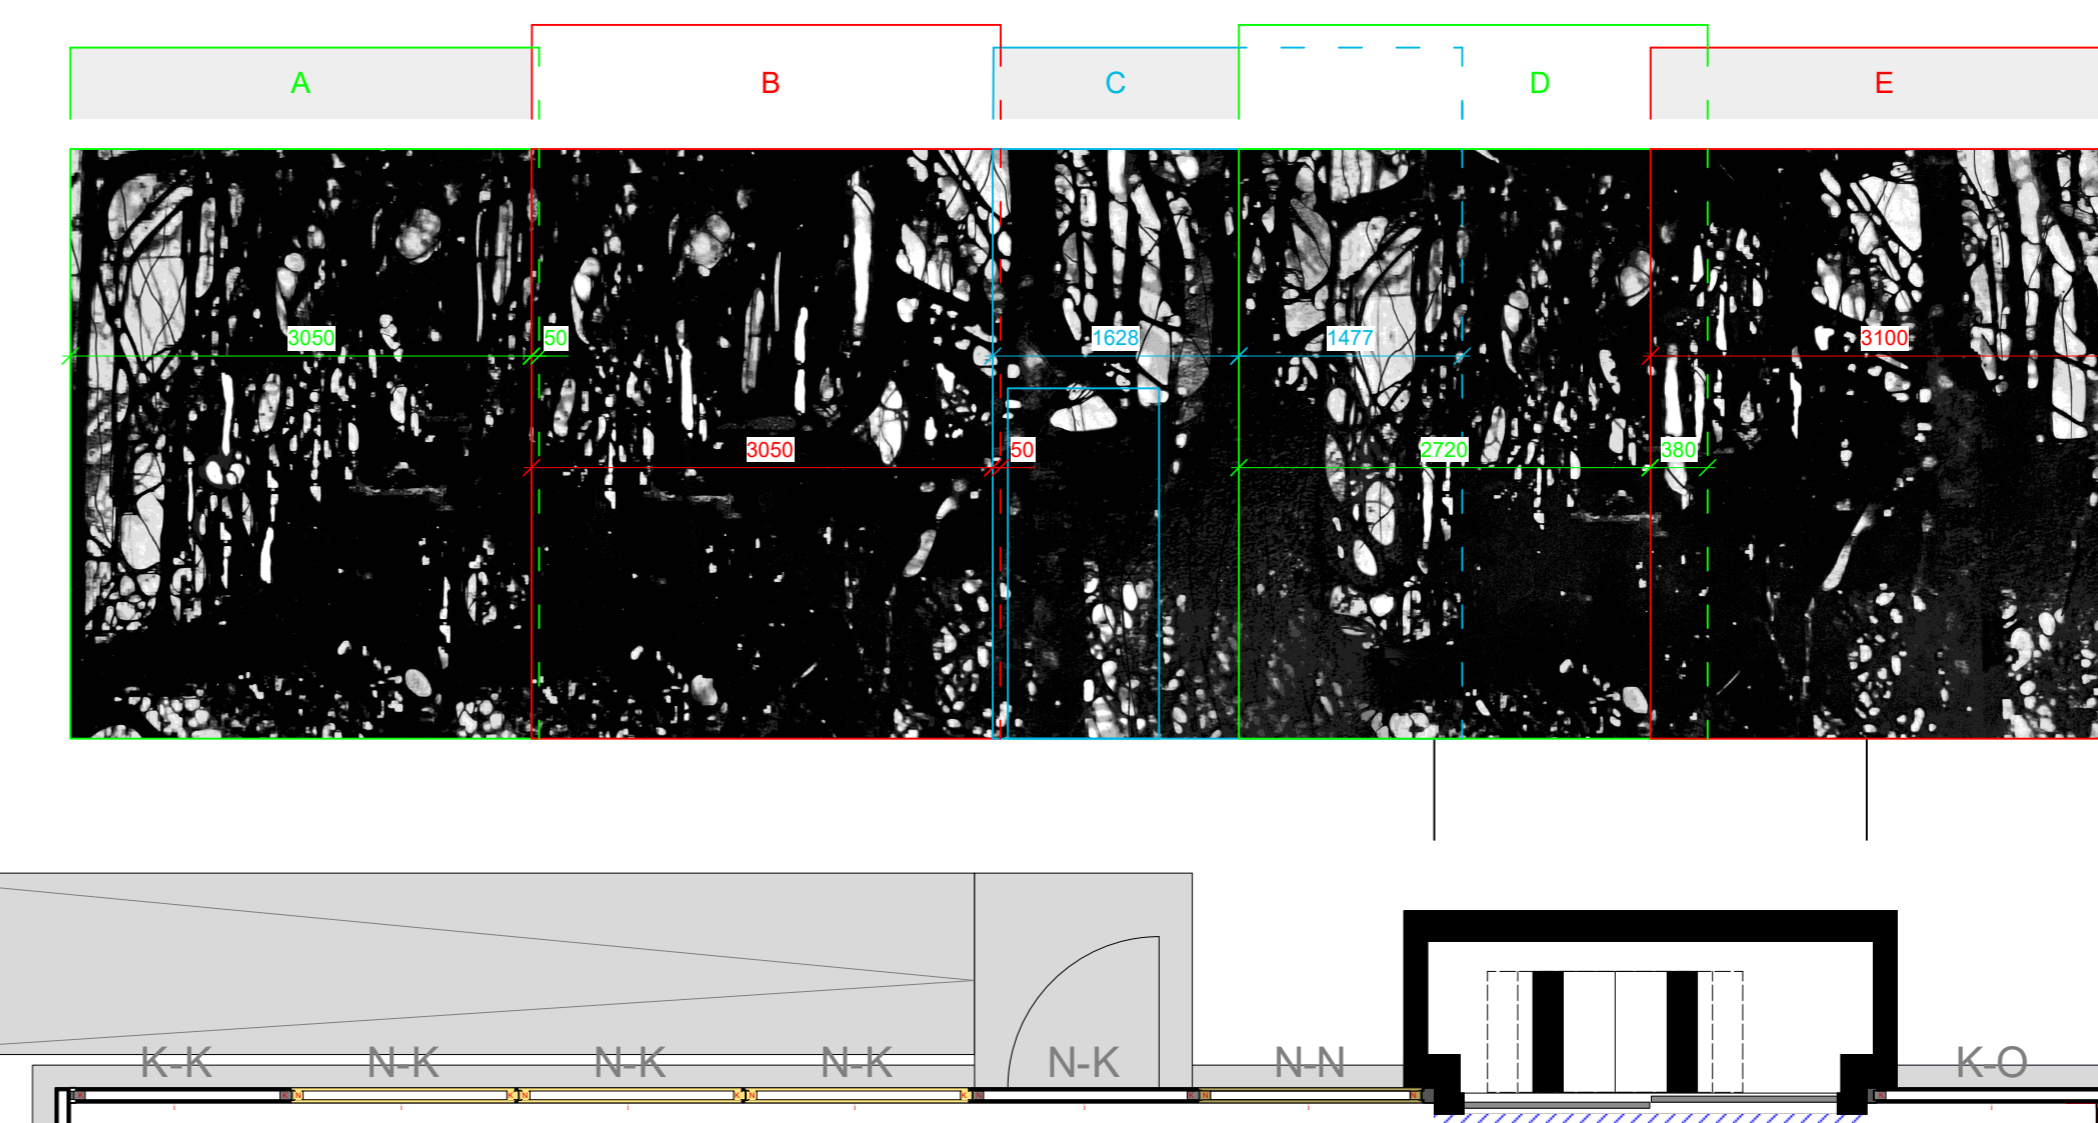 A B C D E
3050 50 1628 1477 3100
3050 50 2720 380
K-K N-K N-K N-K N-K N-N K-O